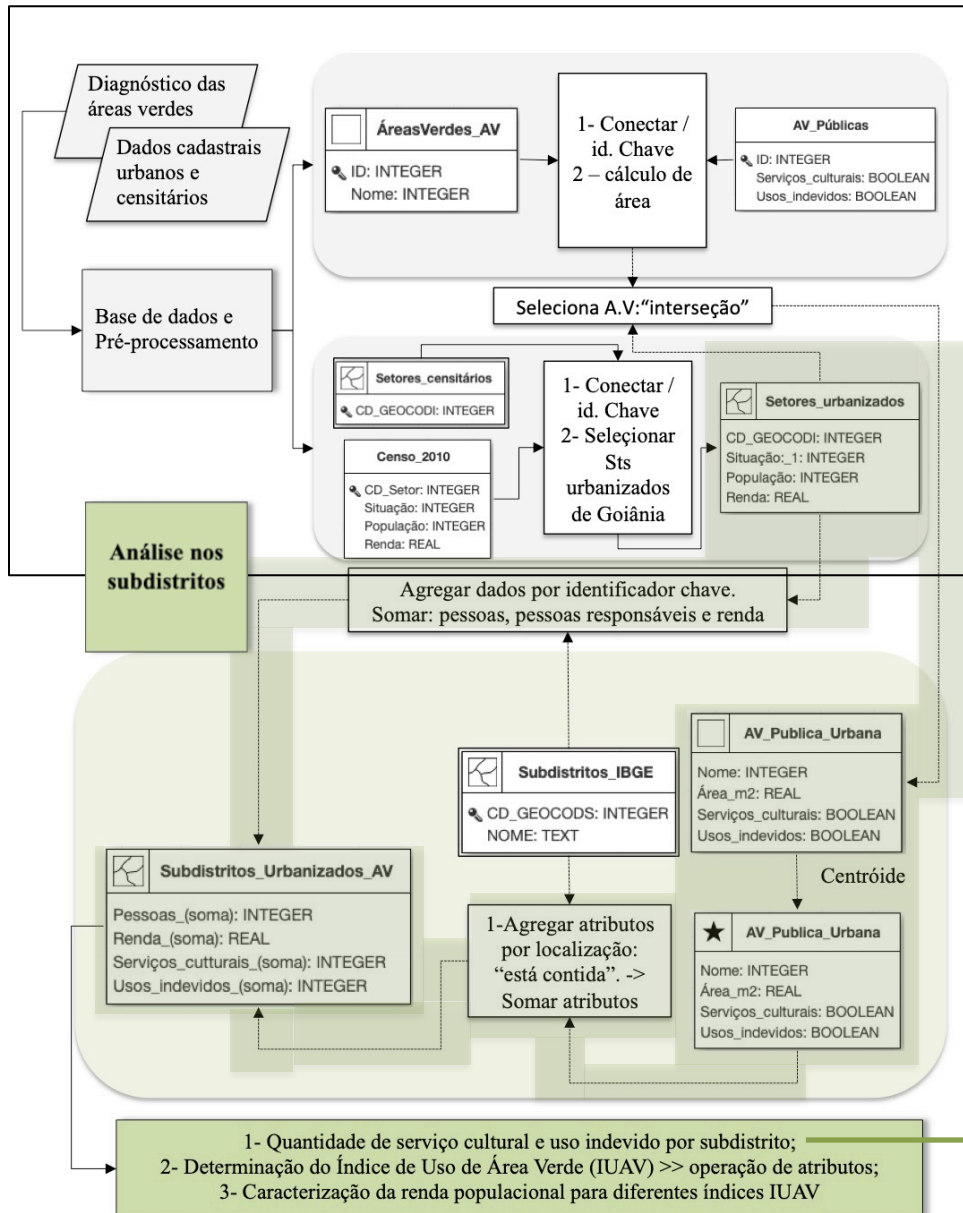 Diagnóstico das
áreas verdes
Dados cadastrais
urbanos e
censitários
Base de dados e
Pré-processamento
ÁreasVerdes_AV
ID: INTEGER
Nome: INTEGER
1- Conectar /
id. Chave
2 – cálculo de
área
AV_Públicas
ID: INTEGER
Serviços_culturais: BOOLEAN
Usos_indevidos: BOOLEAN
Seleciona A.V:“interseção”
Setores_censitários
CD_GEOCODI: INTEGER
Censo_2010
CD_Setor: INTEGER
Situação: INTEGER
População: INTEGER
Renda: REAL
1- Conectar /
id. Chave
2- Seleçionar
Sts
urbanizados
de Goiânia
Setores_urbanizados
CD_GEOCODI: INTEGER
Situação:_1: INTEGER
População: INTEGER
Renda: REAL
Análise nos
subdistritos
Agregar dados por identificador chave.
Somar: pessoas, pessoas responsáveis e renda
Subdistritos_IBGE
CD_GEOCODS: INTEGER
NOME: TEXT
AV_Publica_Urbana
Nome: INTEGER
Área_m2: REAL
Serviços_culturais: BOOLEAN
Usos_indevidos: BOOLEAN
Centróide
Subdistritos_Urbanizados_AV
Pessoas_(soma): INTEGER
Renda_(soma): REAL
Serviços_cutturais_(soma): INTEGER
Usos_indevidos_(soma): INTEGER
1-Agregar atributos
por localização:
“está contida”. ->
Somar atributos
AV_Publica_Urbana
Nome: INTEGER
Área_m2: REAL
Serviços_culturais: BOOLEAN
Usos_indevidos: BOOLEAN
1- Quantidade de serviço cultural e uso indevido por subdistrito;
2- Determinação do Índice de Uso de Área Verde (IUAV) >> operação de atributos;
3- Caracterização da renda populacional para diferentes índices IUAV